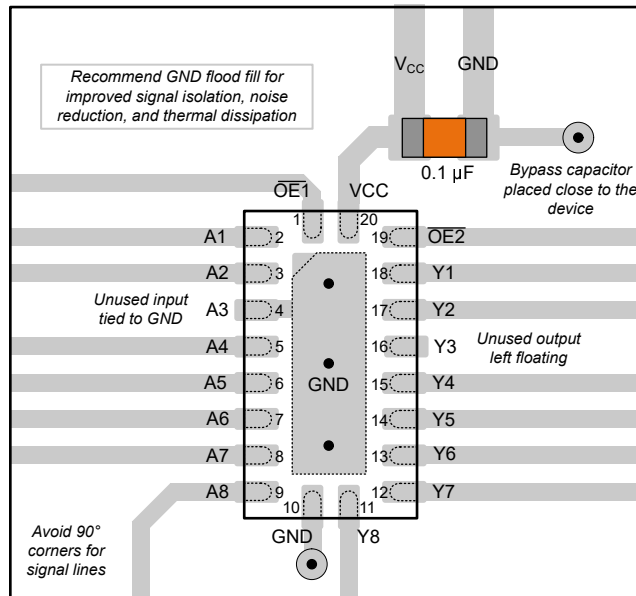 Recommend GND flood fill for
improved signal isolation, noise
reduction, and thermal dissipation
VCC GND
0.1 µF
Bypass capacitor
placed close to the
device
OE1 VCC
1 20
A1 2 19 OE2
A2 3 18 Y1
Unused input
tied to GND
A3 4 17 Y2
A4 5 16 Y3
Unused output
left floating
A5 6 GND 15 Y4
A6 7 14 Y5
A7 8 13 Y6
A8 9 12 Y7
10 11
GND Y8
Avoid 90°
corners for
signal lines